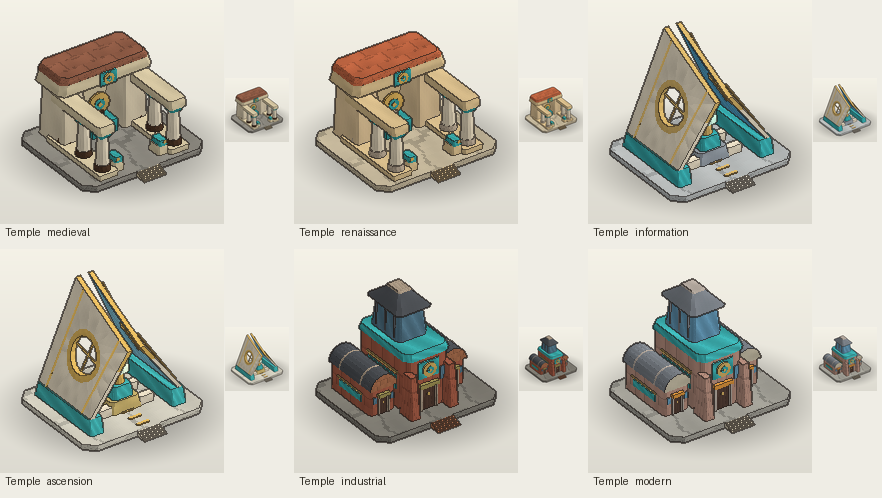 Temple medieval
Temple renaissance
Temple information
Temple ascension
Temple industrial
Temple modern